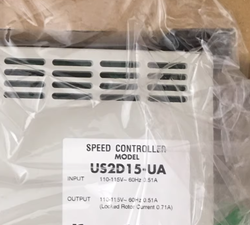 SPEED CONTROLLER
MODEL
US2D15-UA
INPUT 110-115V~ 60Hz 0.51A
OUTPUT 110-115V~ 60Hz 0.51A
(Locked Rotor Current 0.71A)